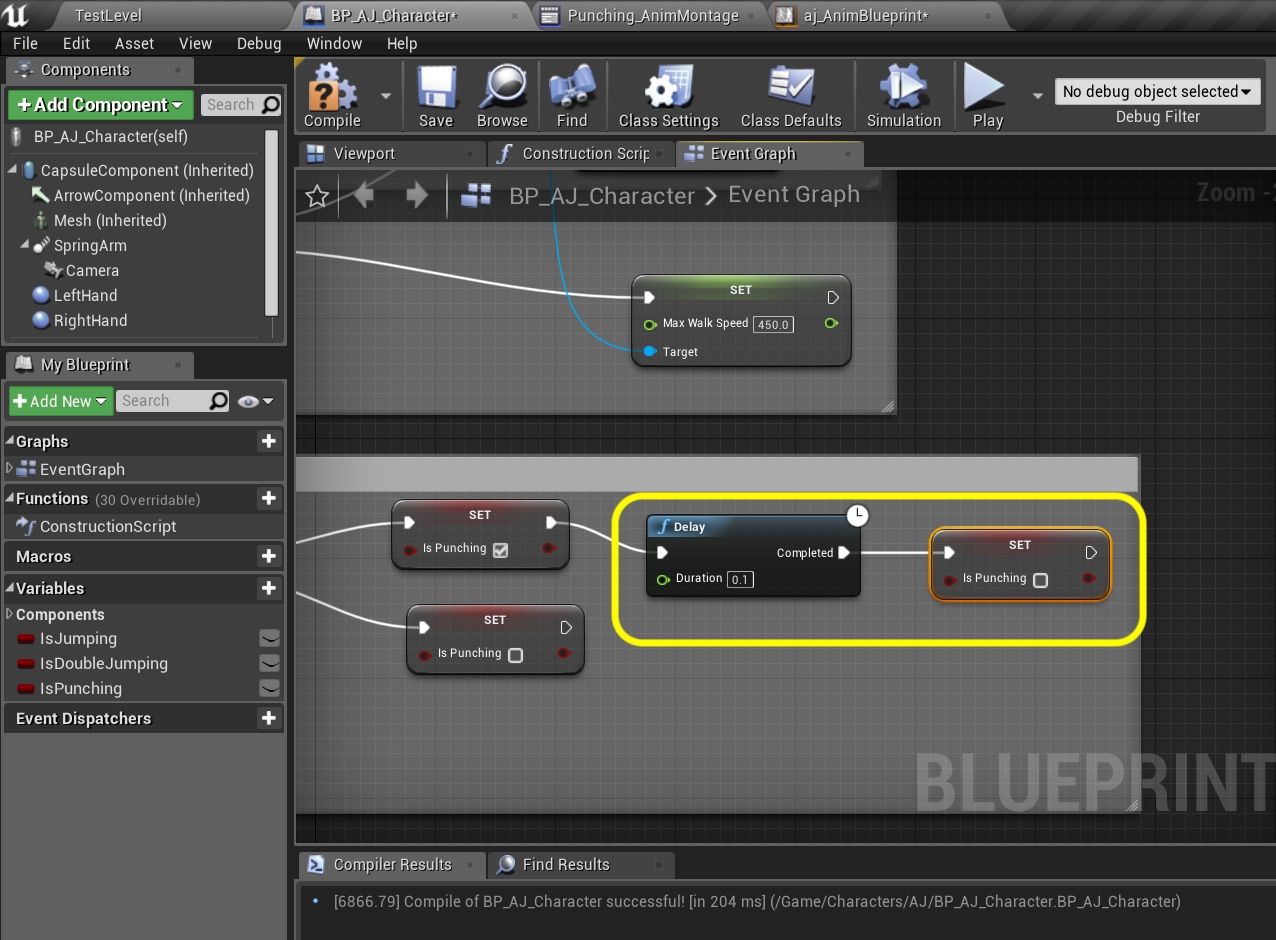 TestLevel
BP_AJ_Character*
Punching_AnimMontage
aj_AnimBlueprint*
File Edit Asset View Debug Window Help
Components
+Add Component
Search
BP_AJ_Character(self)
CapsuleComponent (Inherited)
ArrowComponent (Inherited)
Mesh (Inherited)
SpringArm
Camera
LeftHand
RightHand
My Blueprint
+Add New
Search
Graphs
EventGraph
Functions (30 Overridable)
ConstructionScript
Macros
Variables
Components
IsJumping
IsDoubleJumping
IsPunching
Event Dispatchers
Compile
Save
Browse
Find
Class Settings
Class Defaults
Simulation
Play
No debug object selected
Debug Filter
Viewport
Construction Scrip
Event Graph
BP_AJ_Character > Event Graph
Zoom -
SET
Max Walk Speed 450.0
Target
SET
Is Punching
SET
Is Punching
Delay
Completed
Duration 0.1
SET
Is Punching
BLUEPRINT
Compiler Results
Find Results
[6866.79] Compile of BP_AJ_Character successful! [in 204 ms] (/Game/Characters/AJ/BP_AJ_Character.BP_AJ_Character)